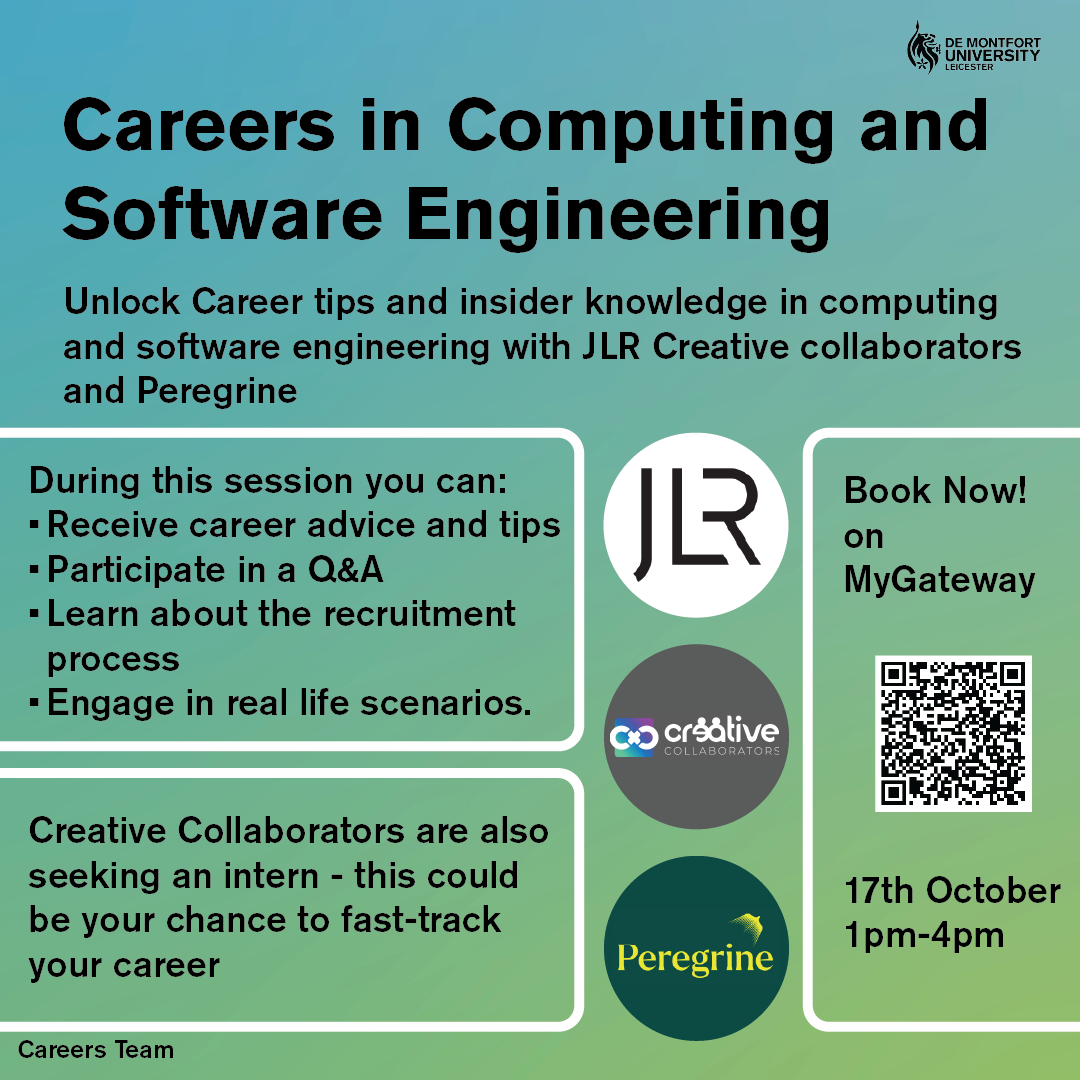 DE MONTFORT
UNIVERSITY
LEICESTER
Careers in Computing and
Software Engineering
Unlock Career tips and insider knowledge in computing
and software engineering with JLR Creative collaborators
and Peregrine
During this session you can:
▪ Receive career advice and tips
▪ Participate in a Q&A
▪ Learn about the recruitment
process
▪ Engage in real life scenarios.
Creative Collaborators are also
seeking an intern - this could
be your chance to fast-track
your career
JLR
creative
COLLABORATORS
Peregrine
Book Now!
on
MyGateway
17th October
1pm-4pm
Careers Team